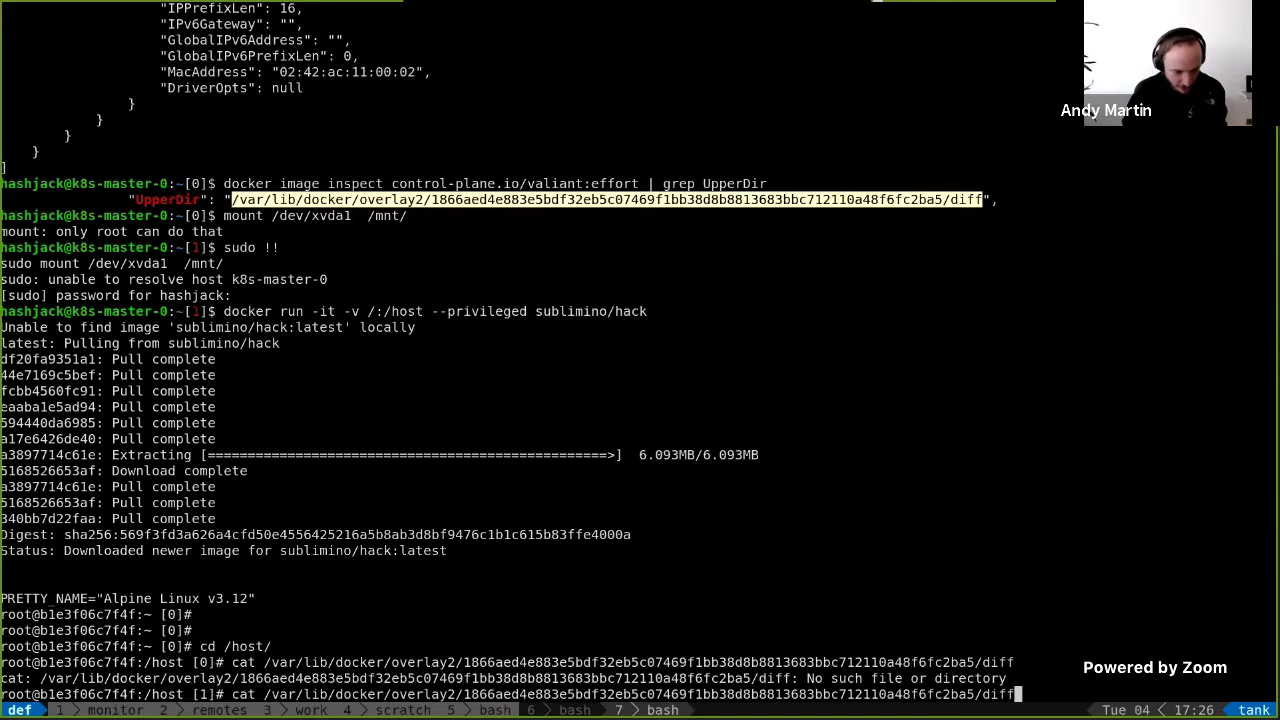 "IPPrefixLen": 16,
"IPv6Gateway": "",
"GlobalIPv6Address": "",
"GlobalIPv6PrefixLen": 0,
"MacAddress": "02:42:ac:11:00:02",
"DriverOpts": null
}
}
}
}
]
hashjack@k8s-master-0:~[0]$ docker image inspect control-plane.io/valiant:effort | grep UpperDir
"UpperDir": "/var/lib/docker/overlay2/1866aed4e883e5bdf32eb5c07469f1bb38d8b8813683bbc712110a48f6fc2ba5/diff",
hashjack@k8s-master-0:~[0]$ mount /dev/xvda1  /mnt/
mount: only root can do that
hashjack@k8s-master-0:~[1]$ sudo !!
sudo mount /dev/xvda1  /mnt/
sudo: unable to resolve host k8s-master-0
[sudo] password for hashjack:
hashjack@k8s-master-0:~[1]$ docker run -it -v /:/host --privileged sublimino/hack
Unable to find image 'sublimino/hack:latest' locally
latest: Pulling from sublimino/hack
df20fa9351a1: Pull complete
44e7169c5bef: Pull complete
fcbb4560fc91: Pull complete
eaaba1e5ad94: Pull complete
594440da6985: Pull complete
a17e6426de40: Pull complete
a3897714c61e: Extracting [==================================================>]  6.093MB/6.093MB
5168526653af: Download complete
a3897714c61e: Pull complete
5168526653af: Pull complete
340bb7d22faa: Pull complete
Digest: sha256:569f3fd3a626a4cfd50e4556425216a5b8ab3d8bf9476c1b1c615b83ffe4000a
Status: Downloaded newer image for sublimino/hack:latest
PRETTY_NAME="Alpine Linux v3.12"
root@b1e3f06c7f4f:~ [0]#
root@b1e3f06c7f4f:~ [0]#
root@b1e3f06c7f4f:~ [0]# cd /host/
root@b1e3f06c7f4f:/host [0]# cat /var/lib/docker/overlay2/1866aed4e883e5bdf32eb5c07469f1bb38d8b8813683bbc712110a48f6fc2ba5/diff
cat: /var/lib/docker/overlay2/1866aed4e883e5bdf32eb5c07469f1bb38d8b8813683bbc712110a48f6fc2ba5/diff: No such file or directory
root@b1e3f06c7f4f:/host [1]# cat /var/lib/docker/overlay2/1866aed4e883e5bdf32eb5c07469f1bb38d8b8813683bbc712110a48f6fc2ba5/diff
def 1 monitor 2 remotes 3 work 4 scratch 5 bash 6 bash 7 bash Tue 04 17:26 tank
Andy Martin
Powered by Zoom